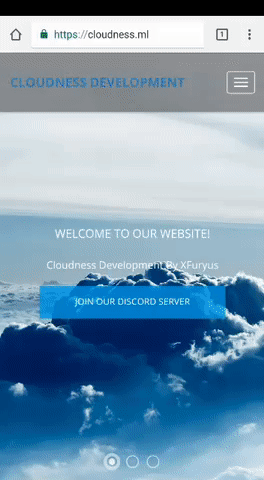 https://cloudness.ml
1
CLOUDNESS DEVELOPMENT
WELCOME TO OUR WEBSITE!
Cloudness Development By XFuryus
JOIN OUR DISCORD SERVER